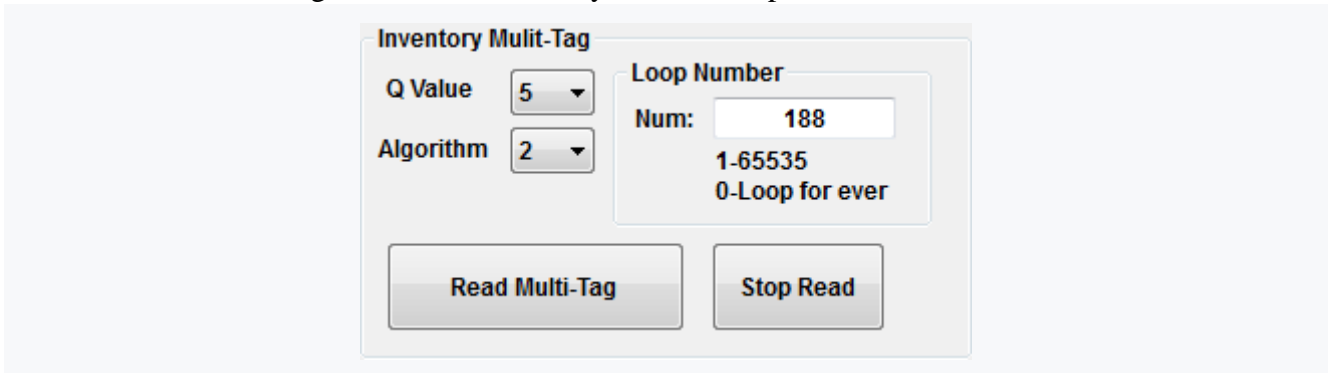 Inventory Mulit-Tag
Q Value 5
Algorithm 2
Loop Number
Num: 188
1-65535
0-Loop for ever
Read Multi-Tag
Stop Read